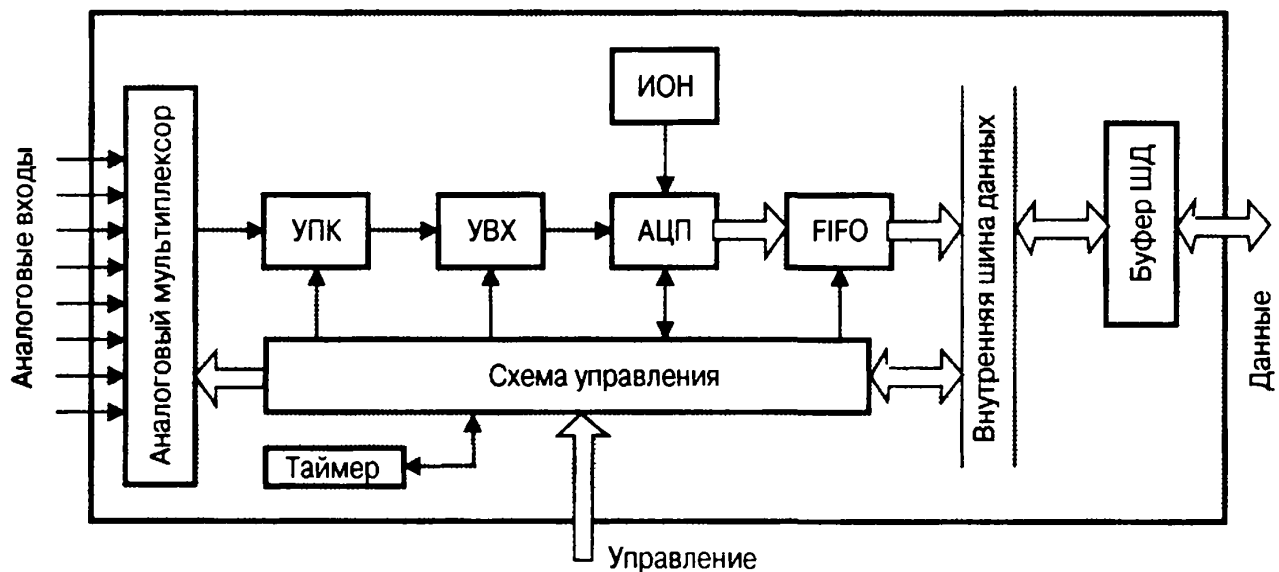 Аналоговые входы
Аналоговый мультиплексор
ИОН
УПК
УВХ
АЦП
FIFO
Внутренняя шина данных
Буфер ШД
Данные
Схема управления
Таймер
Управление